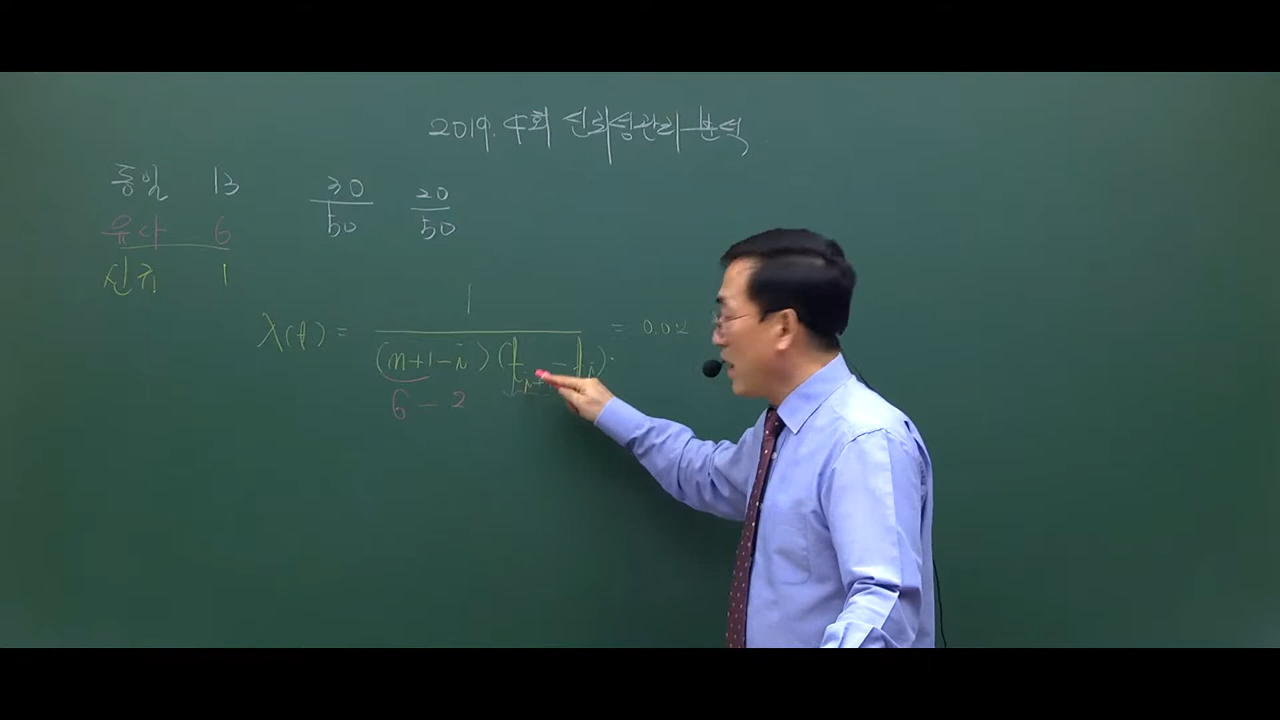 2019. 4회 신뢰성관리 분석
동일 13
유사 6
신규 1
30/50 20/50
λ(t) = 1 / (n+1-i)(t_{i+1} - t_i) = 0.02
6 - 2